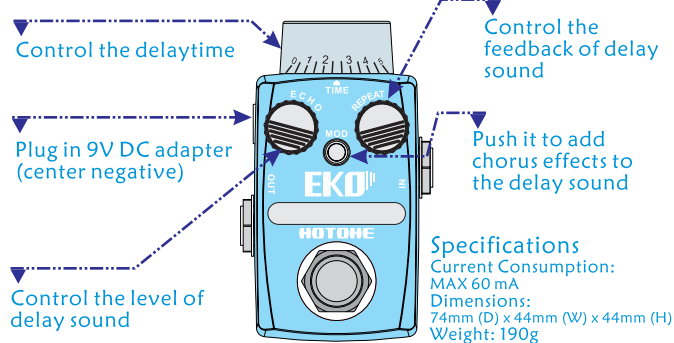 Control the delaytime
Control the
feedback of delay
sound
0 1 2 3 4 5
TIME
ECHO
REPEAT
MOD
Plug in 9V DC adapter
(center negative)
Push it to add
chorus effects to
the delay sound
OUT
EKO
IN
HOTONE
Control the level of
delay sound
Specifications
Current Consumption:
MAX 60 mA
Dimensions:
74mm (D) x 44mm (W) x 44mm (H)
Weight: 190g